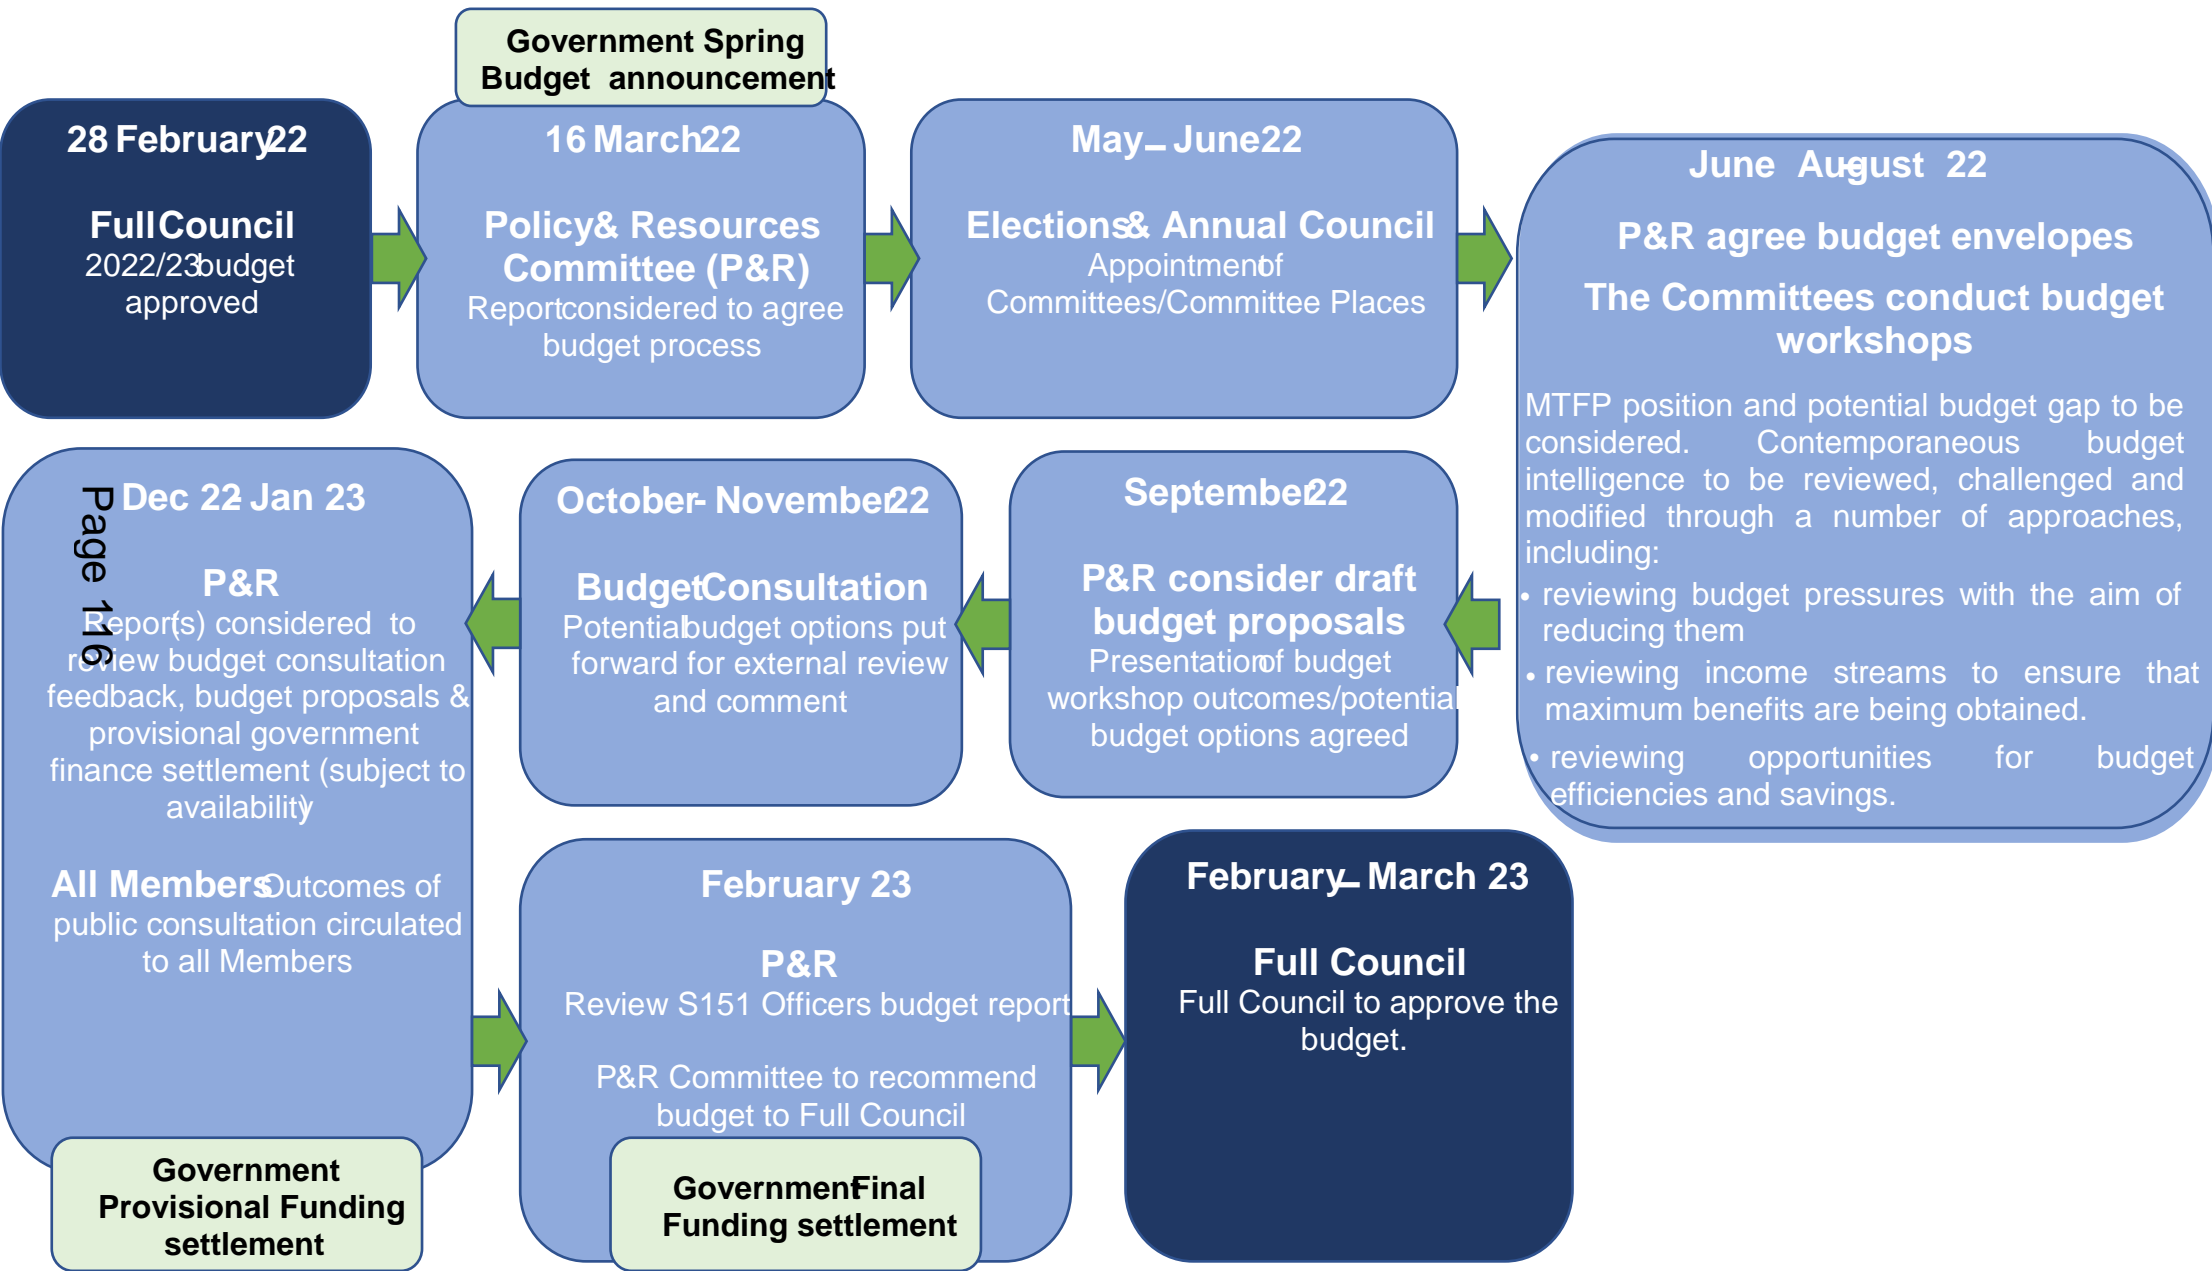 Government Spring
Budget announcement
28 February 22
Full Council
2022/23 budget
approved
16 March 22
Policy & Resources
Committee (P&R)
Report considered to agree
budget process
May – June 22
Elections & Annual Council
Appointment of
Committees/Committee Places
June – August 22
P&R agree budget envelopes
The Committees conduct budget
workshops
MTFP position and potential budget gap to be
considered. Contemporaneous budget
intelligence to be reviewed, challenged and
modified through a number of approaches,
including:
• reviewing budget pressures with the aim of
reducing them
• reviewing income streams to ensure that
maximum benefits are being obtained.
• reviewing opportunities for budget
efficiencies and savings.
September 22
P&R consider draft
budget proposals
Presentation of budget
workshop outcomes/potential
budget options agreed
October - November 22
Budget Consultation
Potential budget options put
forward for external review
and comment
Page 116
Dec 22 - Jan 23
P&R
Report(s) considered to
review budget consultation
feedback, budget proposals &
provisional government
finance settlement (subject to
availability)
All Members Outcomes of
public consultation circulated
to all Members
Government
Provisional Funding
settlement
February 23
P&R
Review S151 Officers budget report
P&R Committee to recommend
budget to Full Council
Government Final
Funding settlement
February – March 23
Full Council
Full Council to approve the
budget.